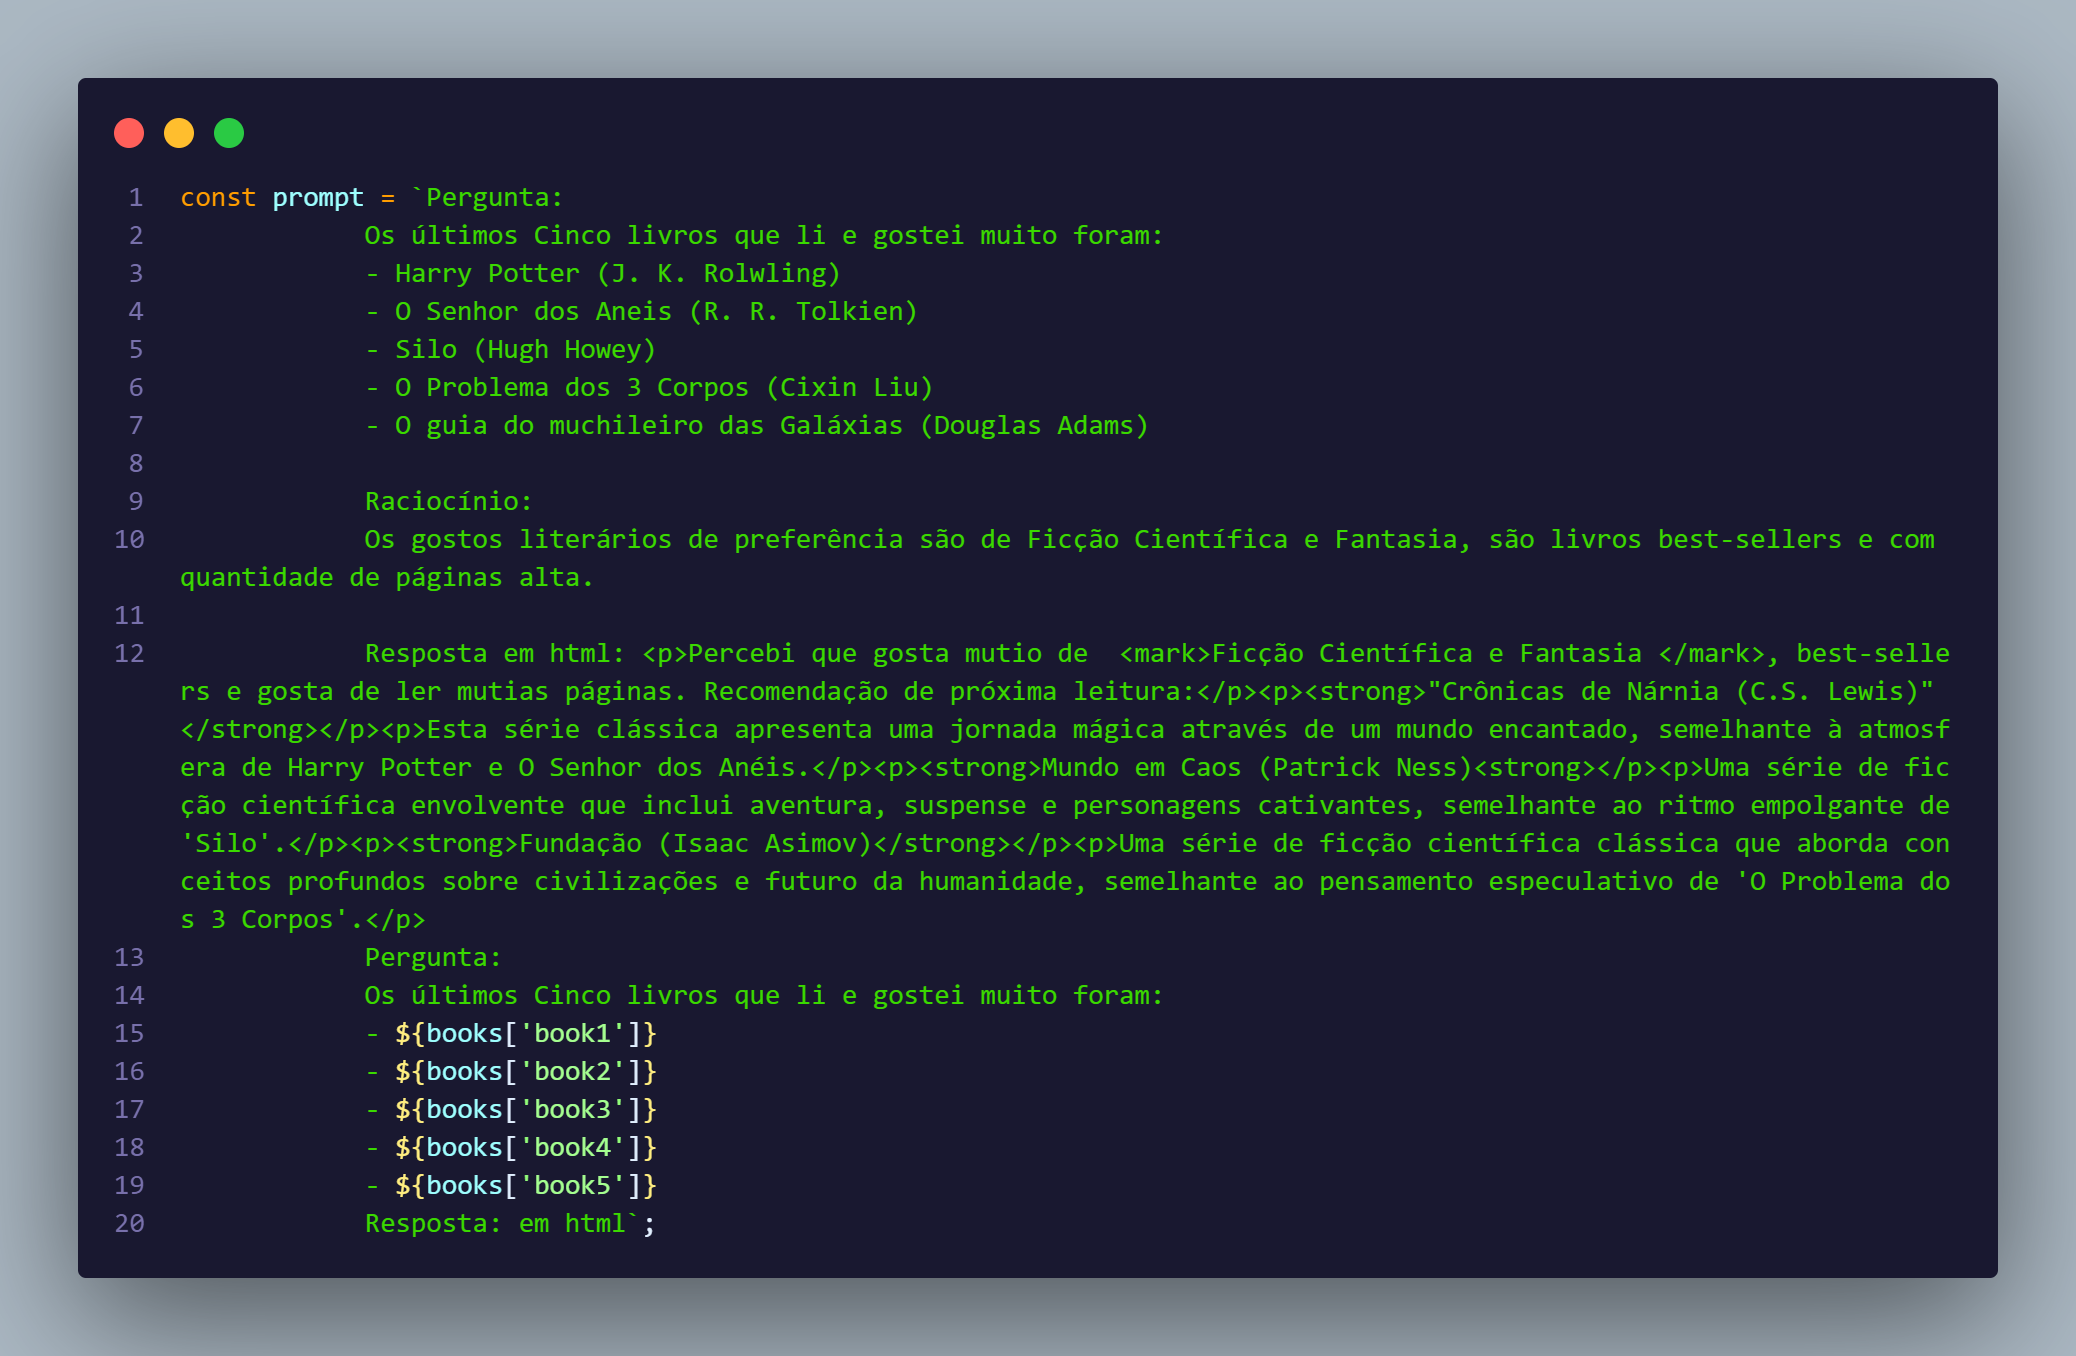 1 const prompt = `Pergunta:
2 Os últimos Cinco livros que li e gostei muito foram:
3 - Harry Potter (J. K. Rolwling)
4 - O Senhor dos Aneis (R. R. Tolkien)
5 - Silo (Hugh Howey)
6 - O Problema dos 3 Corpos (Cixin Liu)
7 - O guia do muchileiro das Galáxias (Douglas Adams)
8
9 Raciocínio:
10 Os gostos literários de preferência são de Ficção Científica e Fantasia, são livros best-sellers e com
quantidade de páginas alta.
11
12 Resposta em html: <p>Percebi que gosta mutio de  <mark>Ficção Científica e Fantasia </mark>, best-selle
rs e gosta de ler mutias páginas. Recomendação de próxima leitura:</p><p><strong>"Crônicas de Nárnia (C.S. Lewis)"
</strong></p><p>Esta série clássica apresenta uma jornada mágica através de um mundo encantado, semelhante à atmosf
era de Harry Potter e O Senhor dos Anéis.</p><p><strong>Mundo em Caos (Patrick Ness)<strong></p><p>Uma série de fic
ção científica envolvente que inclui aventura, suspense e personagens cativantes, semelhante ao ritmo empolgante de
'Silo'.</p><p><strong>Fundação (Isaac Asimov)</strong></p><p>Uma série de ficção científica clássica que aborda con
ceitos profundos sobre civilizações e futuro da humanidade, semelhante ao pensamento especulativo de 'O Problema do
s 3 Corpos'.</p>
13 Pergunta:
14 Os últimos Cinco livros que li e gostei muito foram:
15 - ${books['book1']}
16 - ${books['book2']}
17 - ${books['book3']}
18 - ${books['book4']}
19 - ${books['book5']}
20 Resposta: em html`;